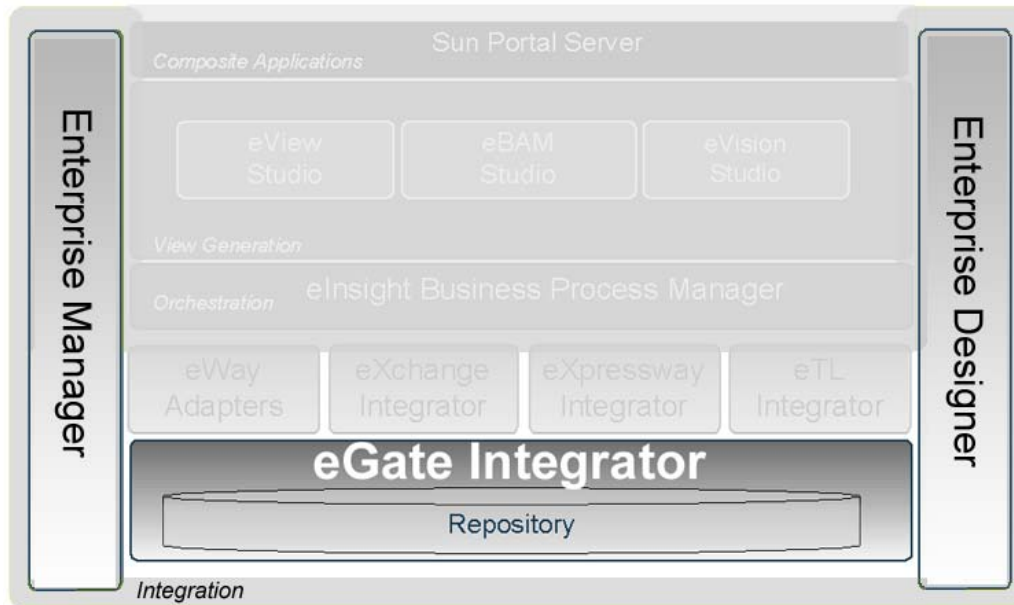 Enterprise Manager
Sun Portal Server
Composite Applications
eView
Studio
eBAM
Studio
eVision
Studio
View Generation
Orchestration
eInsight Business Process Manager
eWay
Adapters
eXchange
Integrator
eXpressway
Integrator
eTL
Integrator
eGate Integrator
Repository
Integration
Enterprise Designer